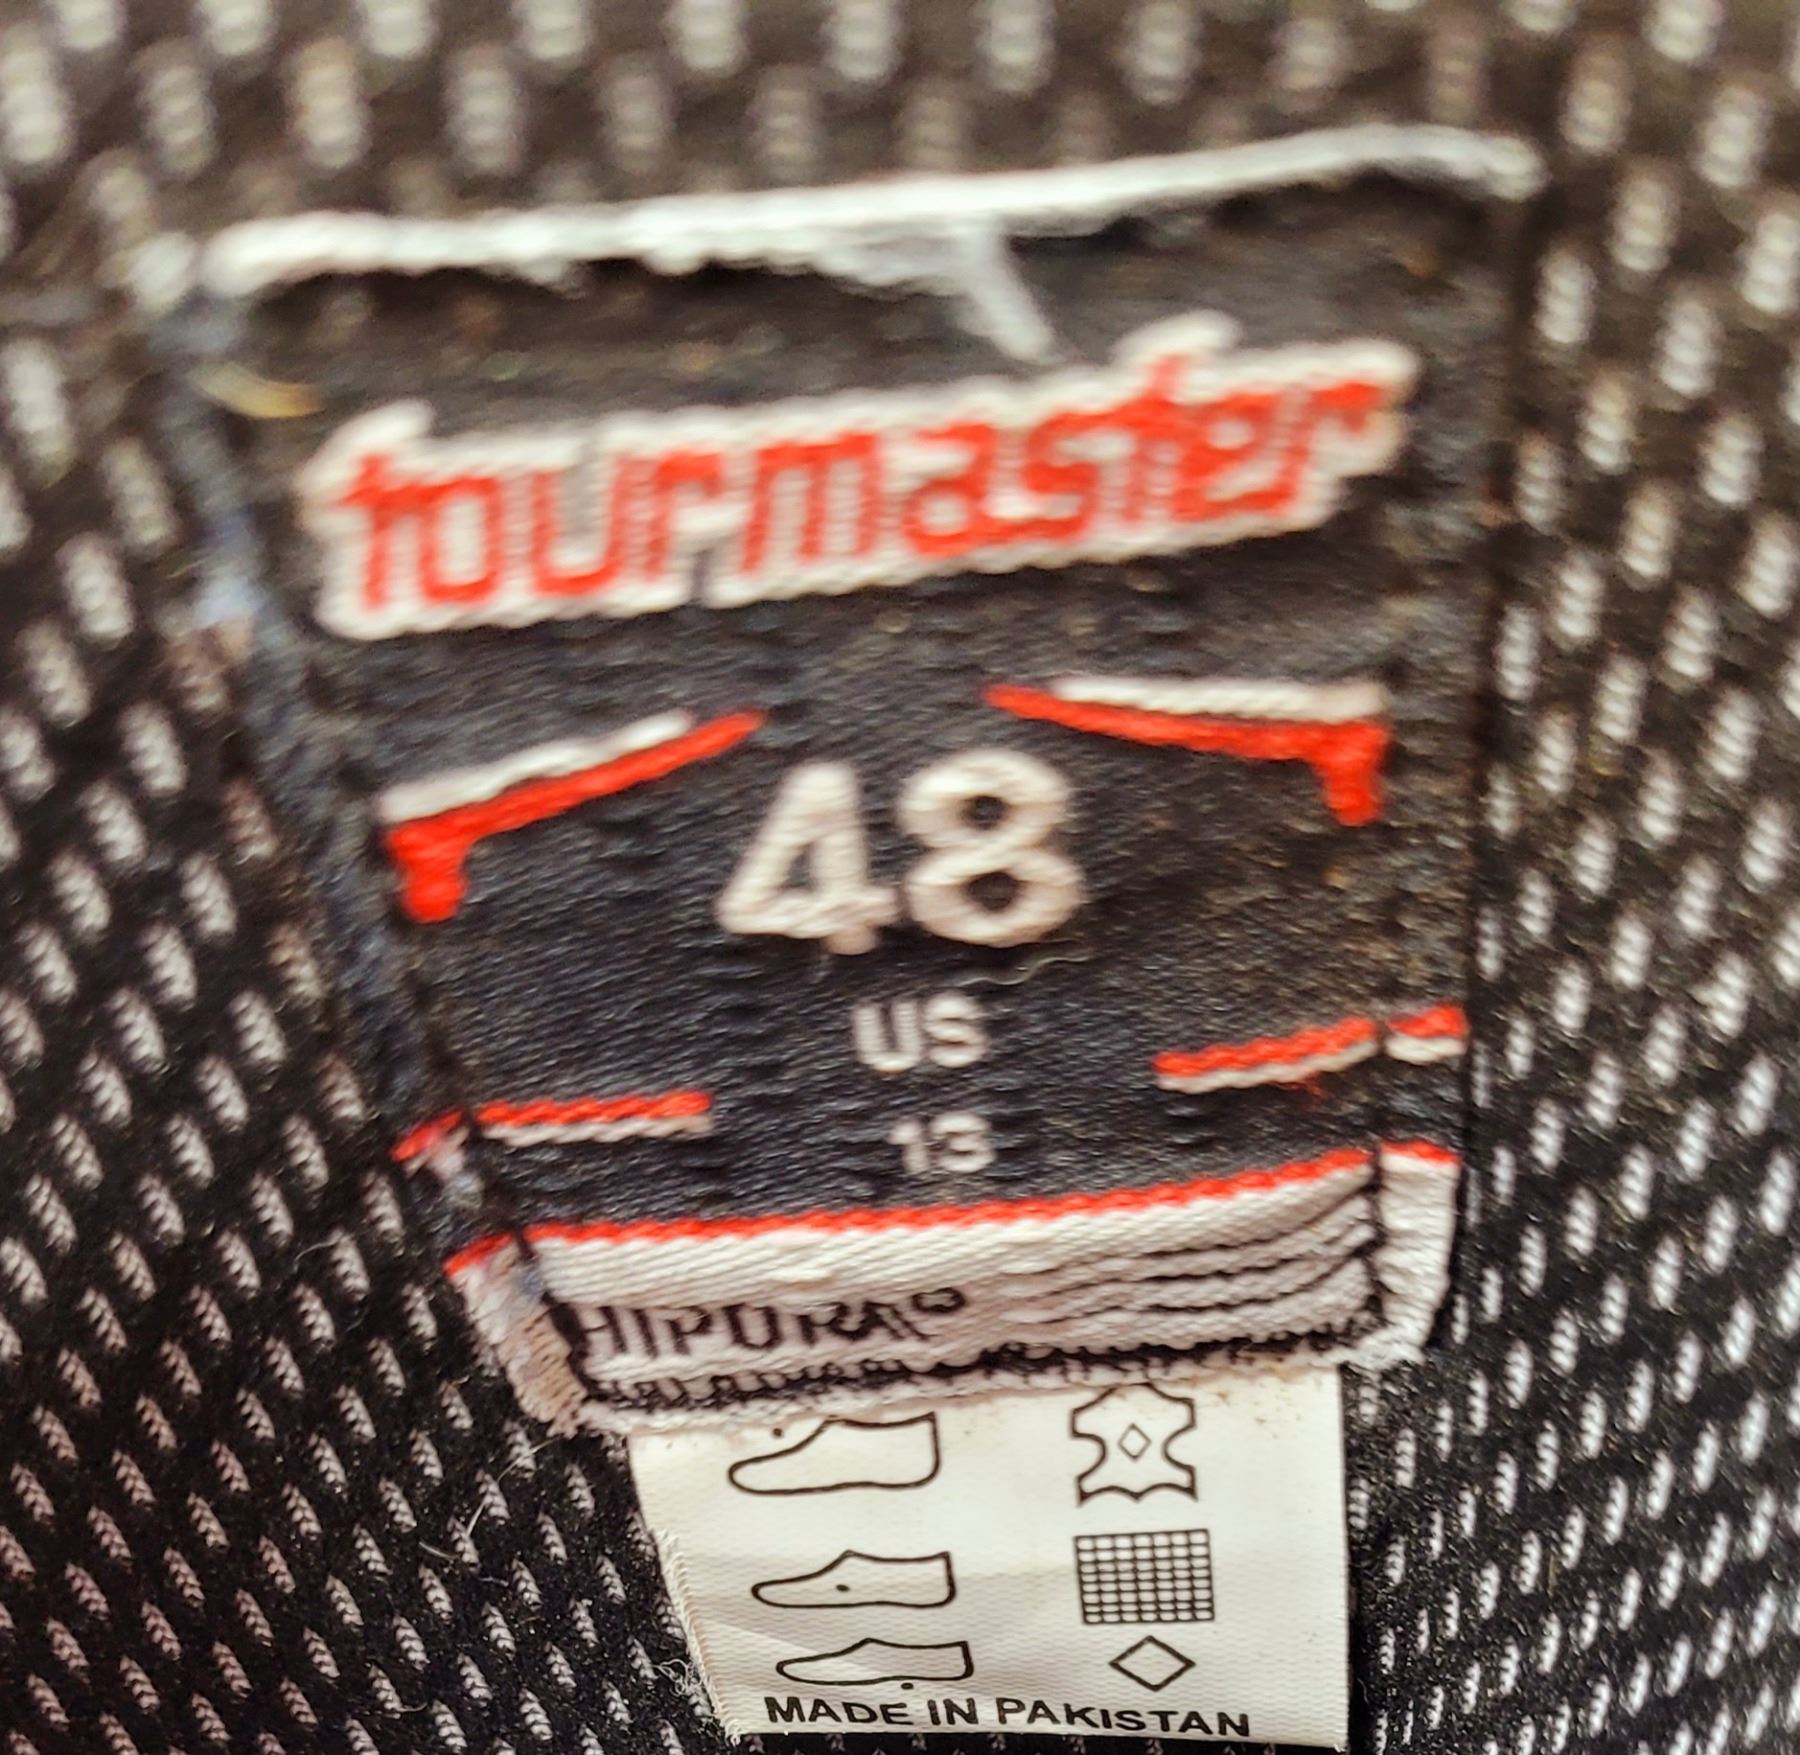 tourmaster
48
US
13
HIPORA®
MADE IN PAKISTAN